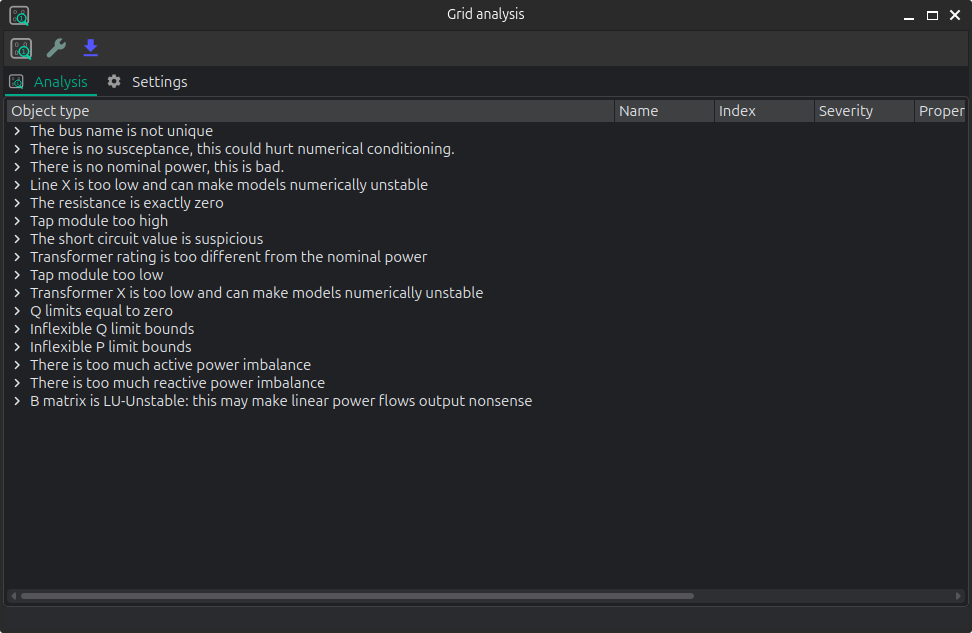 Grid analysis
Analysis Settings
Object type Name Index Severity Proper
The bus name is not unique
There is no susceptance, this could hurt numerical conditioning.
There is no nominal power, this is bad.
Line X is too low and can make models numerically unstable
The resistance is exactly zero
Tap module too high
The short circuit value is suspicious
Transformer rating is too different from the nominal power
Tap module too low
Transformer X is too low and can make models numerically unstable
Q limits equal to zero
Inflexible Q limit bounds
Inflexible P limit bounds
There is too much active power imbalance
There is too much reactive power imbalance
B matrix is LU-Unstable: this may make linear power flows output nonsense